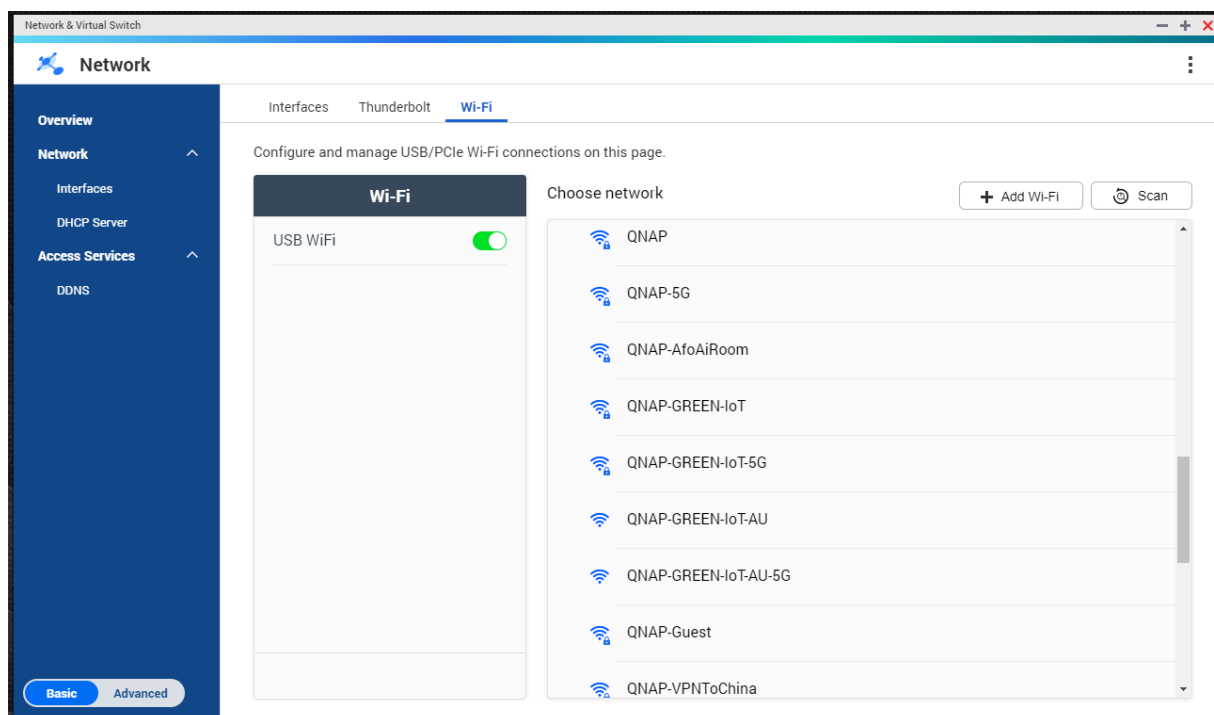 Network & Virtual Switch
Network
Overview
Network
Interfaces
DHCP Server
Access Services
DDNS
Basic Advanced
Interfaces Thunderbolt Wi-Fi
Configure and manage USB/PCIe Wi-Fi connections on this page.
Wi-Fi
USB WiFi
Choose network
+ Add Wi-Fi
Scan
QNAP
QNAP-5G
QNAP-AfoAiRoom
QNAP-GREEN-IoT
QNAP-GREEN-IoT-5G
QNAP-GREEN-IoT-AU
QNAP-GREEN-IoT-AU-5G
QNAP-Guest
QNAP-VPNToChina